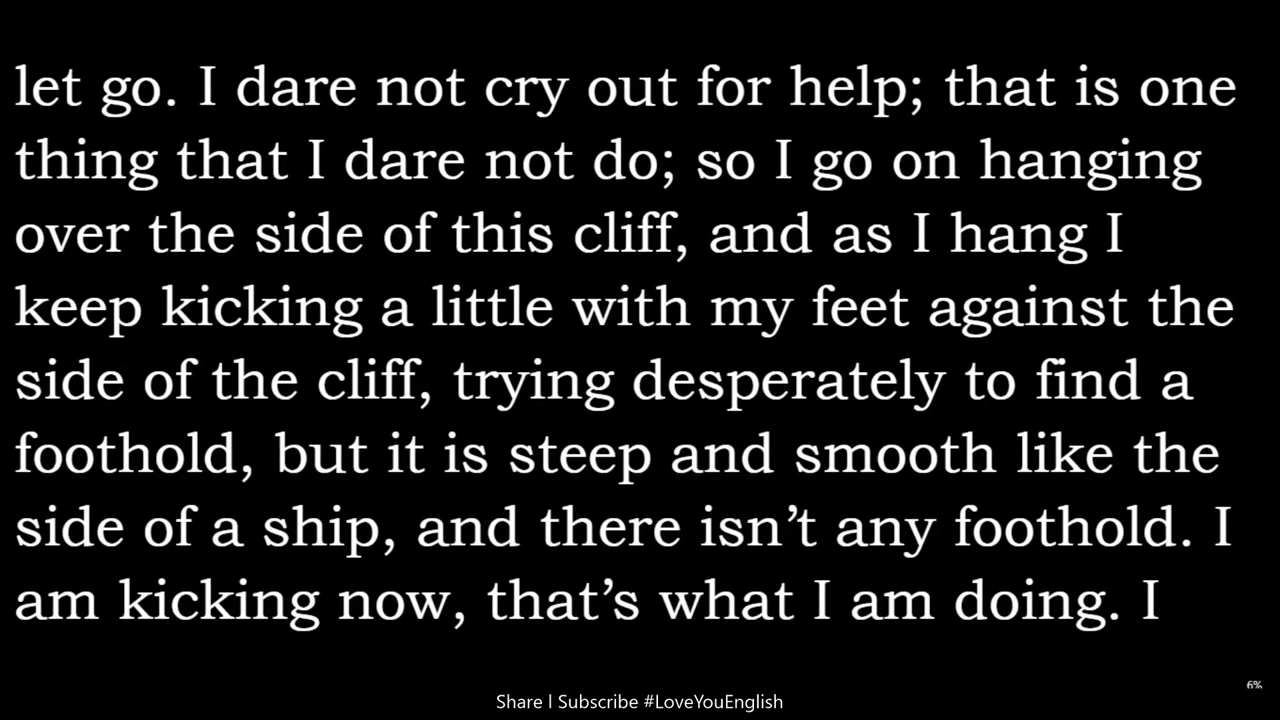 let go. I dare not cry out for help; that is one
thing that I dare not do; so I go on hanging
over the side of this cliff, and as I hang I
keep kicking a little with my feet against the
side of the cliff, trying desperately to find a
foothold, but it is steep and smooth like the
side of a ship, and there isn’t any foothold. I
am kicking now, that’s what I am doing. I
6%
Share | Subscribe #LoveYouEnglish